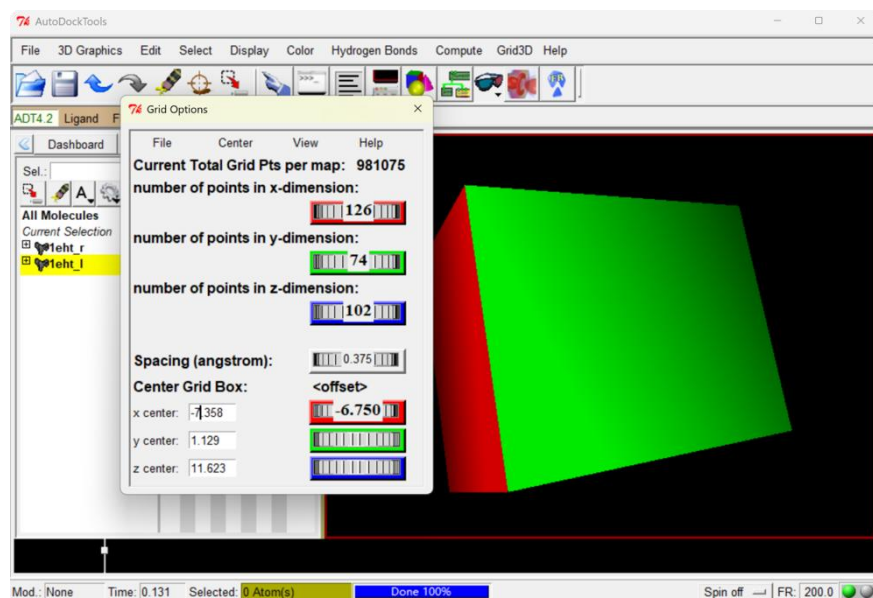 AutoDockTools
File 3D Graphics Edit Select Display Color Hydrogen Bonds Compute Grid3D Help
ADT4.2 Ligand F
Dashboard
Sel.:
A
All Molecules
Current Selection
1eht_r
1eht_l
Grid Options
File Center View Help
Current Total Grid Pts per map: 981075
number of points in x-dimension:
126
number of points in y-dimension:
74
number of points in z-dimension:
102
Spacing (angstrom): 0.375
Center Grid Box: <offset>
x center: -7.358 -6.750
y center: 1.129
z center: 11.623
Mod.: None Time: 0.131 Selected: 0 Atom(s) Done 100% Spin off FR: 200.0